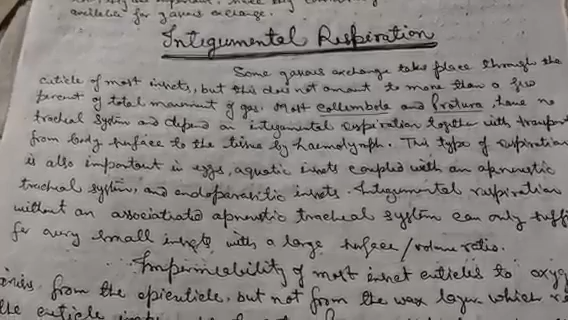 available for gaseous exchange.
Integumental Respiration
Some gaseous exchange takes place through the
cuticle of most insects, but this does not amount to more than a few
percent of total movement of gas. Most collembola and Protura have no
tracheal system and depend on integumental respiration together with transport
from body surface to the tissue by haemolymph. This type of respiration
is also important in eggs, aquatic insects coupled with an apneustic
tracheal system, and endoparasitic insects. Integumental respiration
without an associated apneustic tracheal system can only suffi
for very small insects with a large surface/volume ratio.
Impermeability of most insect cuticles to oxyg
from the epicuticle, but not from the wax layer which
the cuticle